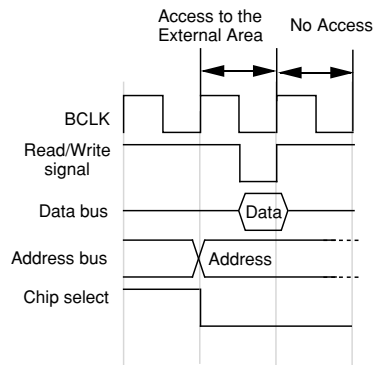 Access to the
External Area
No Access
BCLK
Read/Write
signal
Data bus
Data
Address bus
Address
Chip select